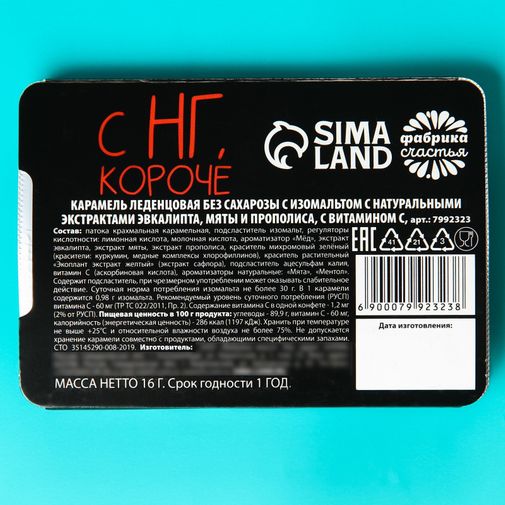 с НГ,
КОРОЧЕ
SIMA
LAND
фабрика
счастья
КАРАМЕЛЬ ЛЕДЕНЦОВАЯ БЕЗ САХАРОЗЫ С ИЗОМАЛЬТОМ С НАТУРАЛЬНЫМИ
ЭКСТРАКТАМИ ЭВКАЛИПТА, МЯТЫ И ПРОПОЛИСА, С ВИТАМИНОМ С, арт.: 7992323
Состав: патока крахмальная карамельная, подсластитель изомальт, регуляторы
кислотности: лимонная кислота, молочная кислота, ароматизатор «Мёд», экстракт
эвкалипта, экстракт мяты, экстракт прополиса, краситель микромовый зелёный
(красители: куркумин, медные комплексы хлорофиллов), краситель растительный
«Экоплант экстракт желтый» (экстракт сафлора), подсластитель ацесульфам калия,
витамин С (аскорбиновая кислота), ароматизаторы натуральные: «Мята», «Ментол».
Содержит подсластитель, при чрезмерном употреблении может оказывать слабительное
действие. Суточная норма потребления изомальта не более 30 г. В 1 карамели
содержится 0,98 г изомальта. Рекомендуемый уровень суточного потребления (РУСП)
витамина С - 60 мг (ТР ТС 022/2011, Пр. 2). В 1 карамели витамина С - 1,2 мг
(2% от РУСП). Пищевая ценность в 100 г продукта: углеводы - 89,9 г, витамин С - 60 мг,
калорийность (энергетическая ценность) - 286 ккал (1197 кДж). Хранить при температуре
не выше +25°С и относительной влажности воздуха не более 75%. Не допускается
хранение карамели совместно с продуктами, обладающими специфическими запахами.
СТО 35145290-008-2019. Изготовитель:
МАССА НЕТТО 16 Г. Срок годности 1 ГОД.
EAC
41 21 3
6 900079 923238
Дата изготовления: